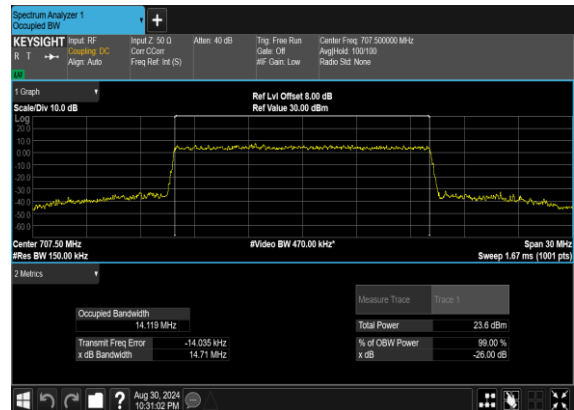 Spectrum Analyzer 1
Occupied BW
KEYSIGHT Input: RF Input Z: 50 Ω Atten: 40 dB Trig: Free Run Center Freq: 707.500000 MHz
R T Coupling: DC Corr CCorr Gate: Off Avg|Hold: 100/100
Align: Auto Freq Ref: Int (S) #IF Gain: Low Radio Std: None
LM
1 Graph
Scale/Div 10.0 dB
Ref Lvl Offset 8.00 dB
Ref Value 30.00 dBm
Log
20.0
10.0
0.00
-10.0
-20.0
-30.0
-40.0
-50.0
-60.0
Center 707.50 MHz #Video BW 470.00 kHz* Span 30 MHz
#Res BW 150.00 kHz Sweep 1.67 ms (1001 pts)
2 Metrics
Measure Trace Trace 1
Occupied Bandwidth
14.119 MHz
Total Power 23.6 dBm
Transmit Freq Error -14.035 kHz % of OBW Power 99.00 %
x dB Bandwidth 14.71 MHz x dB -26.00 dB
? Aug 30, 2024
10:31:02 PM